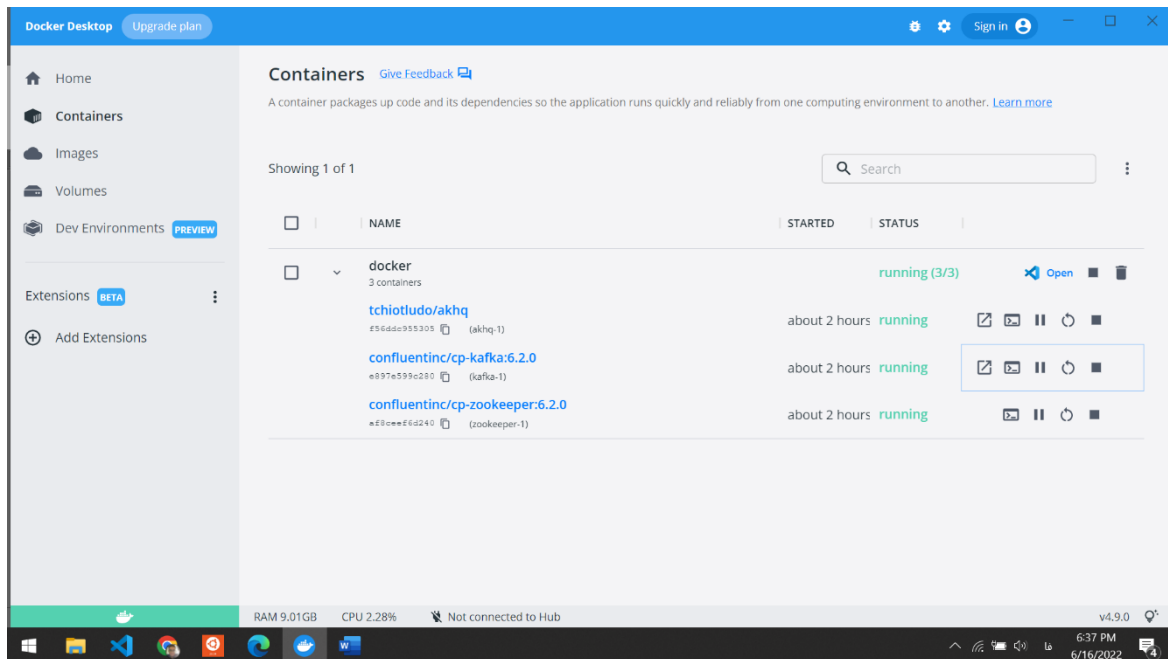 Docker Desktop Upgrade plan Sign in
Home
Containers
Images
Volumes
Dev Environments PREVIEW
Extensions BETA
Add Extensions
Containers Give Feedback
A container packages up code and its dependencies so the application runs quickly and reliably from one computing environment to another. Learn more
Showing 1 of 1 Search
NAME STARTED STATUS
docker
3 containers
running (3/3) Open
tchiotludo/akhq
f56ddc955305 (akhq-1)
about 2 hours running
confluentinc/cp-kafka:6.2.0
e897e599c280 (kafka-1)
about 2 hours running
confluentinc/cp-zookeeper:6.2.0
af8ceef6d240 (zookeeper-1)
about 2 hours running
RAM 9.01GB CPU 2.28% Not connected to Hub v4.9.0
فا 6:37 PM
6/16/2022 4